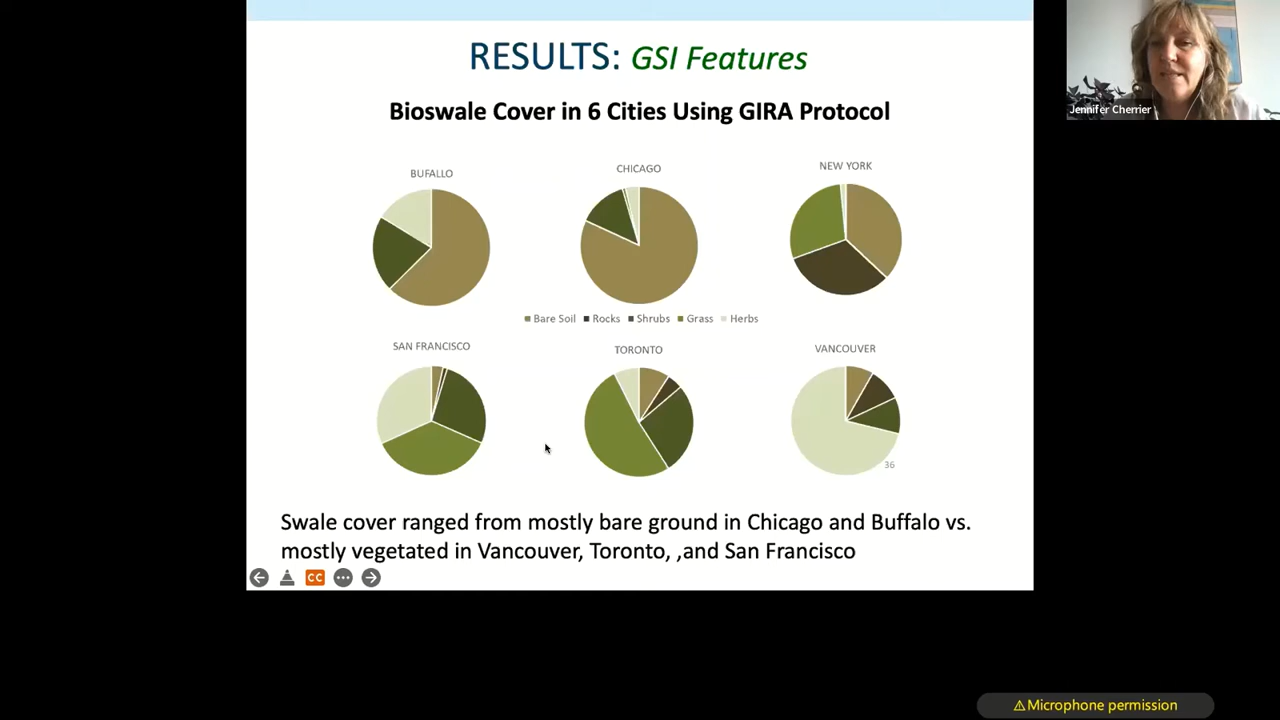 RESULTS: GSI Features
Jennifer Cherrier
Bioswale Cover in 6 Cities Using GIRA Protocol
BUFALLO
CHICAGO
NEW YORK
Bare Soil Rocks Shrubs Grass Herbs
SAN FRANCISCO
TORONTO
VANCOUVER
36
Swale cover ranged from mostly bare ground in Chicago and Buffalo vs.
mostly vegetated in Vancouver, Toronto, ,and San Francisco
CC
⚠Microphone permission